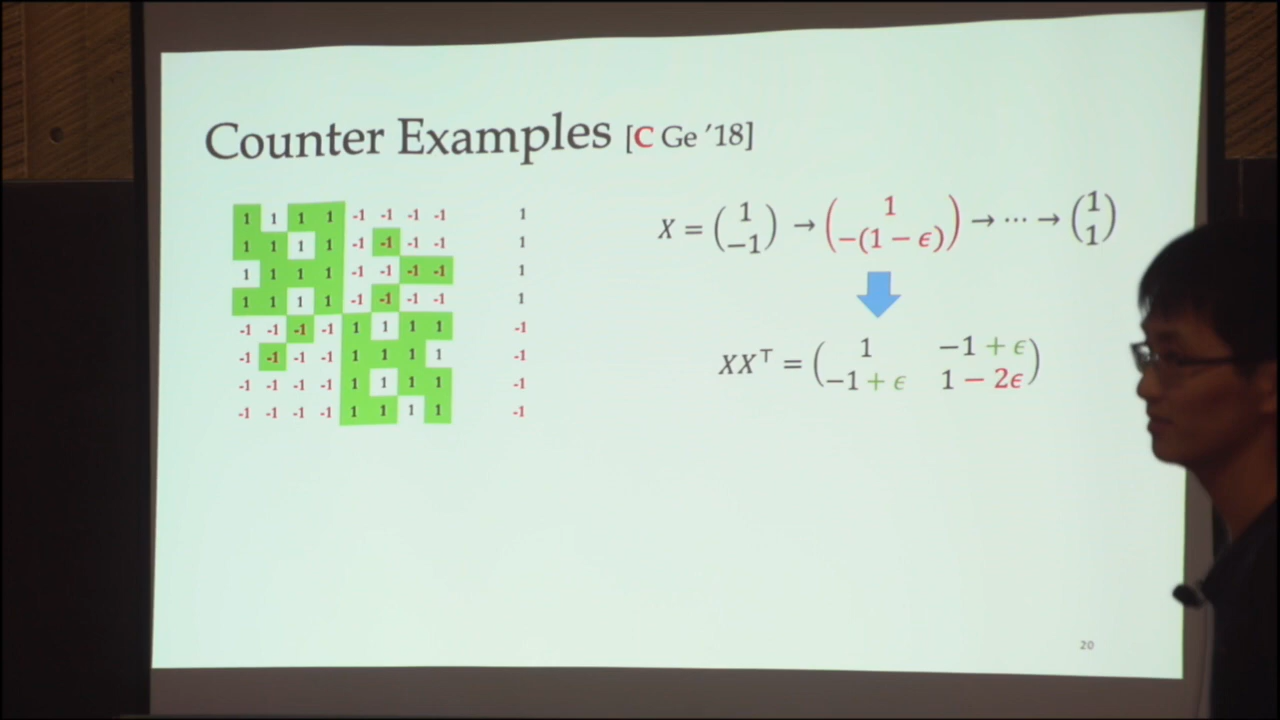 Counter Examples [C Ge ’18]
1 1 1 1 -1 -1 -1 -1 1
1 1 1 1 -1 -1 -1 -1 1
1 1 1 1 -1 -1 -1 -1 1
1 1 1 1 -1 -1 -1 -1 1
-1 -1 -1 -1 1 1 1 1 -1
-1 -1 -1 -1 1 1 1 1 -1
-1 -1 -1 -1 1 1 1 1 -1
-1 -1 -1 -1 1 1 1 1 -1
X = ( 1 -1 ) → ( 1 -(1 − ϵ) ) → ⋯ → ( 1 1 )
XX⊤ = ( 1 −1 + ϵ
−1 + ϵ 1 − 2ϵ )
20